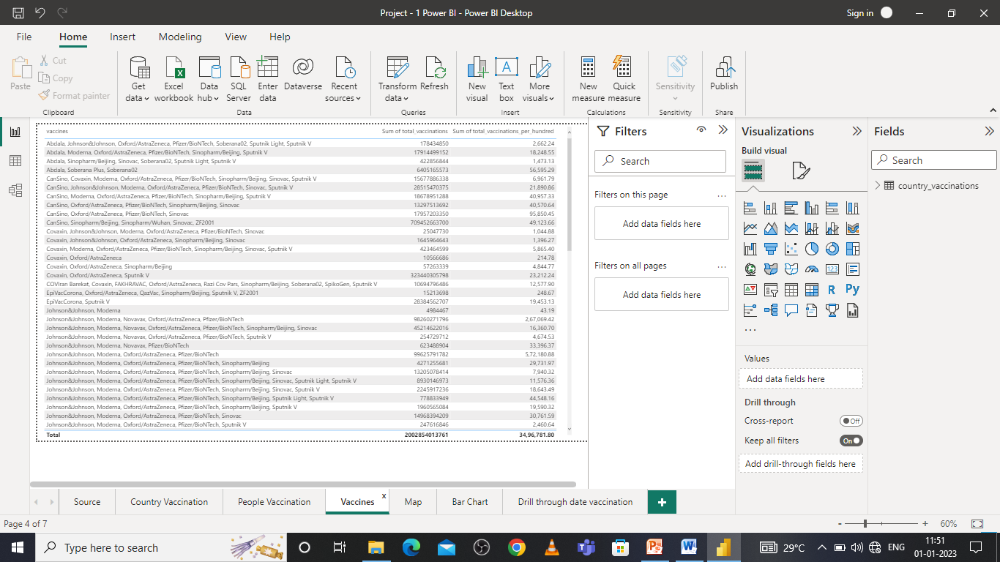 Project - 1 Power BI - Power BI Desktop
Sign in
File Home Insert Modeling View Help
Paste
Cut
Copy
Format painter
Clipboard
Get data
Excel workbook
Data hub
SQL Server
Enter data
Dataverse
Recent sources
Data
Transform data
Refresh
Queries
New visual
A
Text box
More visuals
Insert
New measure
Quick measure
Calculations
Sensitivity
Sensitivity
Publish
Share
vaccines Sum of total_vaccinations Sum of total_vaccinations_per_hundred
Abdala, Johnson&Johnson, Oxford/AstraZeneca, Pfizer/BioNTech, Soberana02, Sputnik Light, Sputnik V 178434850 2,662.24
Abdala, Moderna, Oxford/AstraZeneca, Pfizer/BioNTech, Sinopharm/Beijing, Sputnik V 17914499152 18,248.55
Abdala, Sinopharm/Beijing, Sinovac, Soberana02, Sputnik Light, Sputnik V 422856844 1,473.13
Abdala, Soberana Plus, Soberana02 6405165573 56,595.29
CanSino, Covaxin, Moderna, Oxford/AstraZeneca, Pfizer/BioNTech, Sinopharm/Beijing, Sinovac, Sputnik V 15677886338 6,961.79
CanSino, Johnson&Johnson, Moderna, Oxford/AstraZeneca, Pfizer/BioNTech, Sinovac, Sputnik V 28515470375 21,890.86
CanSino, Moderna, Oxford/AstraZeneca, Pfizer/BioNTech, Sinopharm/Beijing, Sputnik V 18678951288 40,957.33
CanSino, Oxford/AstraZeneca, Pfizer/BioNTech, Sinopharm/Beijing, Sinovac 13297513692 40,570.64
CanSino, Oxford/AstraZeneca, Pfizer/BioNTech, Sinovac 17957203350 95,850.45
CanSino, Sinopharm/Beijing, Sinopharm/Wuhan, Sinovac, ZF2001 709452663700 49,123.66
Covaxin, Johnson&Johnson, Moderna, Oxford/AstraZeneca, Pfizer/BioNTech, Sinovac 25047730 1,044.88
Covaxin, Johnson&Johnson, Oxford/AstraZeneca, Sinopharm/Beijing, Sinovac 1645964643 1,396.27
Covaxin, Moderna, Oxford/AstraZeneca, Pfizer/BioNTech, Sinopharm/Beijing, Sinovac, Sputnik V 423464599 5,865.40
Covaxin, Oxford/AstraZeneca 10566686 214.78
Covaxin, Oxford/AstraZeneca, Sinopharm/Beijing 57263339 4,844.77
Covaxin, Oxford/AstraZeneca, Sputnik V 323440305798 23,212.24
COVIran Barekat, Covaxin, FAKHRAVAC, Oxford/AstraZeneca, Razi Cov Pars, Sinopharm/Beijing, Soberana02, SpikoGen, Sputnik V 10694796486 12,577.90
EpiVacCorona, Oxford/AstraZeneca, QazVac, Sinopharm/Beijing, Sputnik V, ZF2001 15213698 248.67
EpiVacCorona, Sputnik V 28384562707 19,453.13
Johnson&Johnson, Moderna 4984467 43.19
Johnson&Johnson, Moderna, Novavax, Oxford/AstraZeneca, Pfizer/BioNTech 98260271796 2,67,069.42
Johnson&Johnson, Moderna, Novavax, Oxford/AstraZeneca, Pfizer/BioNTech, Sinopharm/Beijing, Sinovac 45214622016 16,360.70
Johnson&Johnson, Moderna, Novavax, Oxford/AstraZeneca, Pfizer/BioNTech, Sputnik V 254729712 4,674.53
Johnson&Johnson, Moderna, Novavax, Pfizer/BioNTech 623488904 33,396.37
Johnson&Johnson, Moderna, Oxford/AstraZeneca, Pfizer/BioNTech 99625791782 5,72,180.88
Johnson&Johnson, Moderna, Oxford/AstraZeneca, Pfizer/BioNTech, Sinopharm/Beijing 4271255681 29,731.97
Johnson&Johnson, Moderna, Oxford/AstraZeneca, Pfizer/BioNTech, Sinopharm/Beijing, Sinovac 13205078414 7,940.32
Johnson&Johnson, Moderna, Oxford/AstraZeneca, Pfizer/BioNTech, Sinopharm/Beijing, Sinovac, Sputnik Light, Sputnik V 8930146973 11,576.36
Johnson&Johnson, Moderna, Oxford/AstraZeneca, Pfizer/BioNTech, Sinopharm/Beijing, Sinovac, Sputnik V 2245917236 18,643.49
Johnson&Johnson, Moderna, Oxford/AstraZeneca, Pfizer/BioNTech, Sinopharm/Beijing, Sputnik Light, Sputnik V 778833949 44,548.16
Johnson&Johnson, Moderna, Oxford/AstraZeneca, Pfizer/BioNTech, Sinopharm/Beijing, Sputnik V 1960565084 19,590.32
Johnson&Johnson, Moderna, Oxford/AstraZeneca, Pfizer/BioNTech, Sinovac 14968394209 30,761.59
Johnson&Johnson, Moderna, Oxford/AstraZeneca, Pfizer/BioNTech, Sputnik V 247616846 2,460.64
Total 2002854013761 34,96,781.80
Filters
Search
Filters on this page ...
Add data fields here
Filters on all pages ...
Add data fields here
Visualizations
Build visual
123
R Py
...
Values
Add data fields here
Drill through
Cross-report Off
Keep all filters On
Add drill-through fields here
Fields
Search
country_vaccinations
Source Country Vaccination People Vaccination Vaccines x Map Bar Chart Drill through date vaccination +
Page 4 of 7
- + 60%
Type here to search
29°C
ENG
11:51
01-01-2023